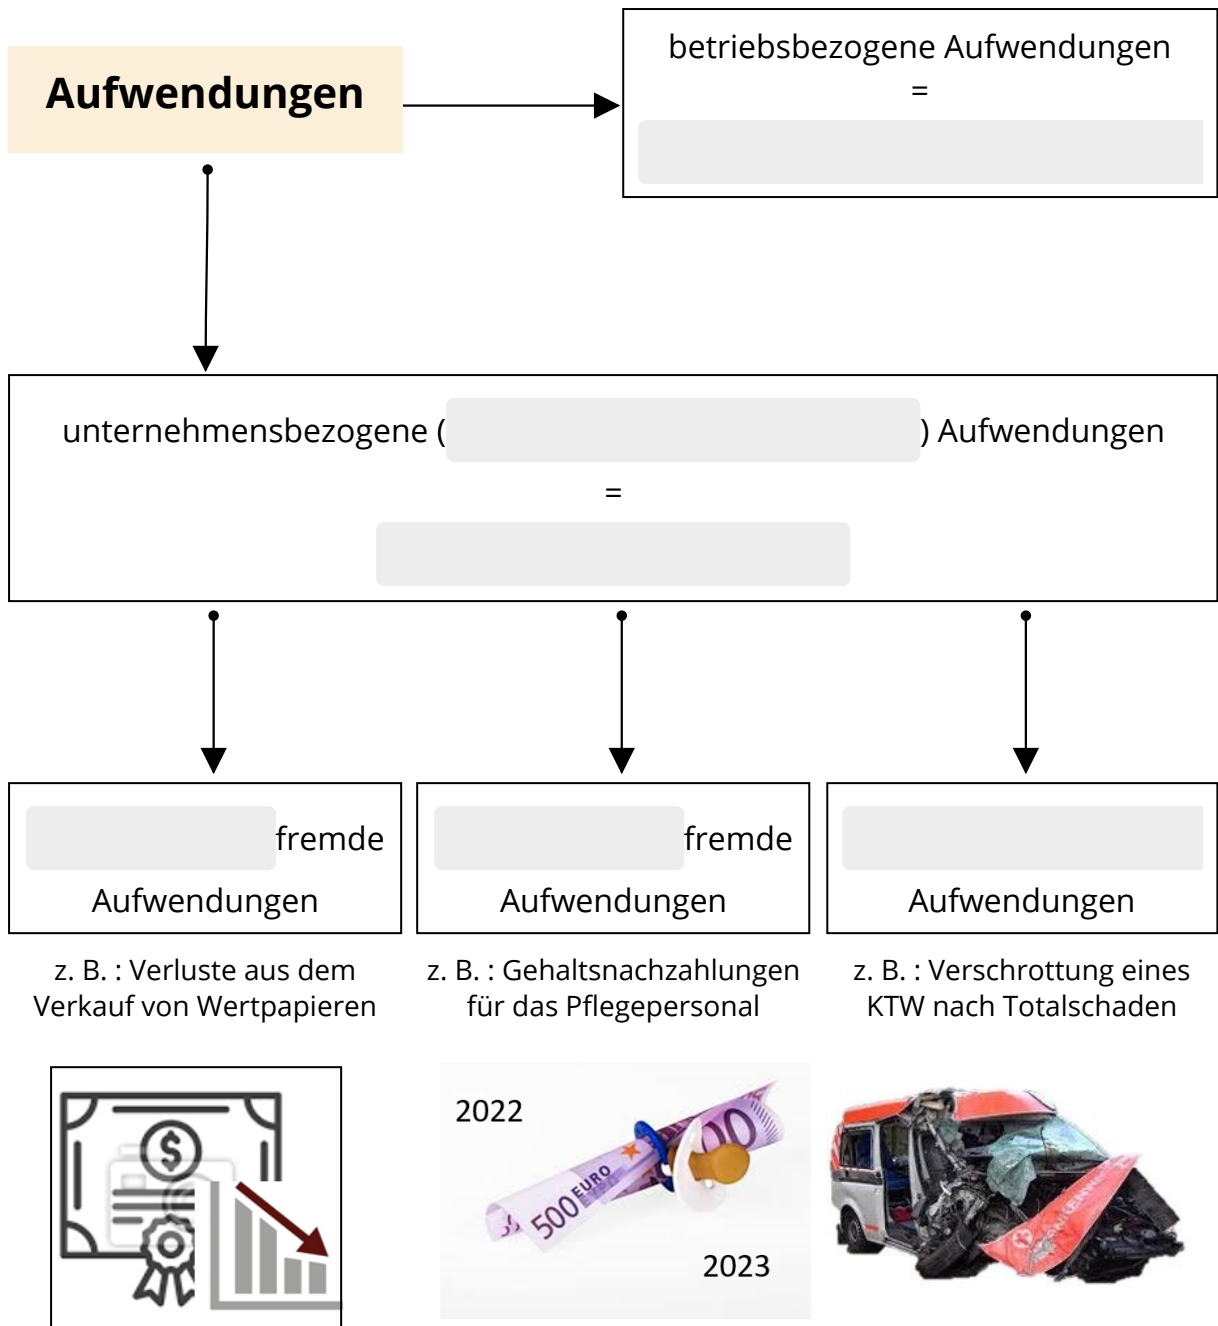 Aufwendungen
betriebsbezogene Aufwendungen
=
unternehmensbezogene ( ) Aufwendungen
=
fremde
Aufwendungen
fremde
Aufwendungen
Aufwendungen
z. B. : Verluste aus dem
Verkauf von Wertpapieren
z. B. : Gehaltsnachzahlungen
für das Pflegepersonal
z. B. : Verschrottung eines
KTW nach Totalschaden
$
2022
500 EURO
00
2023